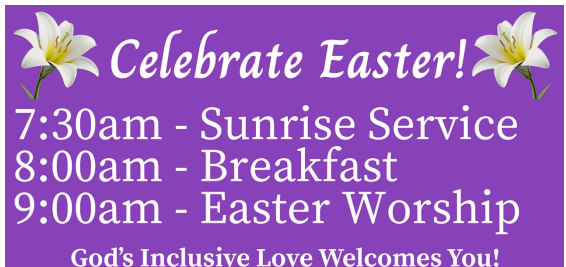 Celebrate Easter!
7:30am - Sunrise Service
8:00am - Breakfast
9:00am - Easter Worship
God’s Inclusive Love Welcomes You!